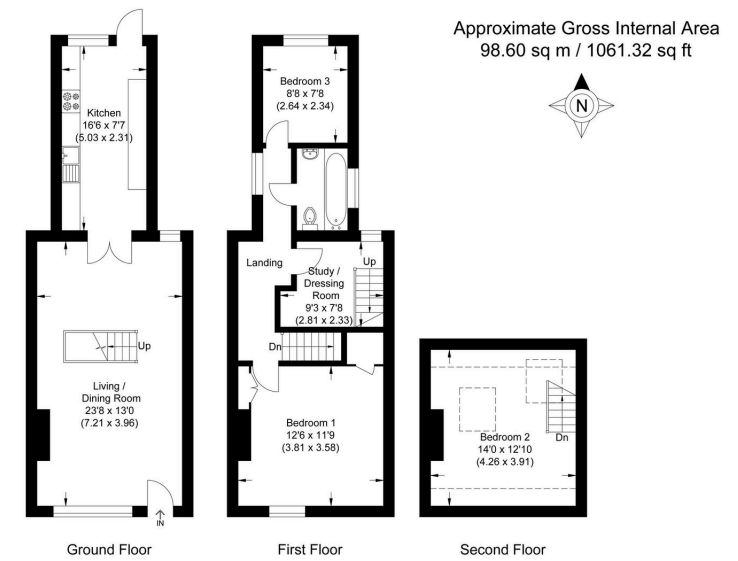 Approximate Gross Internal Area
98.60 sq m / 1061.32 sq ft
N
Kitchen
16'6 x 7'7
(5.03 x 2.31)
Up
Living /
Dining Room
23'8 x 13'0
(7.21 x 3.96)
IN
Ground Floor
Bedroom 3
8'8 x 7'8
(2.64 x 2.34)
Landing
Up
Study /
Dressing
Room
9'3 x 7'8
(2.81 x 2.33)
Dn
Bedroom 1
12'6 x 11'9
(3.81 x 3.58)
First Floor
Bedroom 2
14'0 x 12'10
(4.26 x 3.91)
Dn
Second Floor